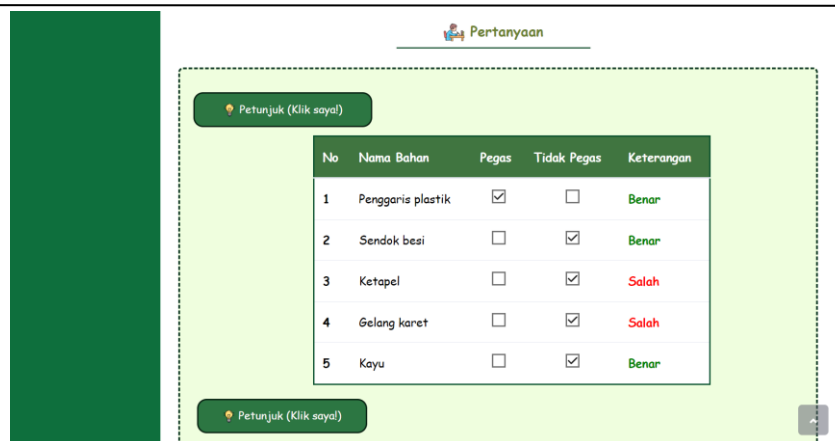 Pertanyaan
Petunjuk (Klik saya!)
No Nama Bahan Pegas Tidak Pegas Keterangan
1 Penggaris plastik Benar
2 Sendok besi Benar
3 Ketapel Salah
4 Gelang karet Salah
5 Kayu Benar
Petunjuk (Klik saya!)